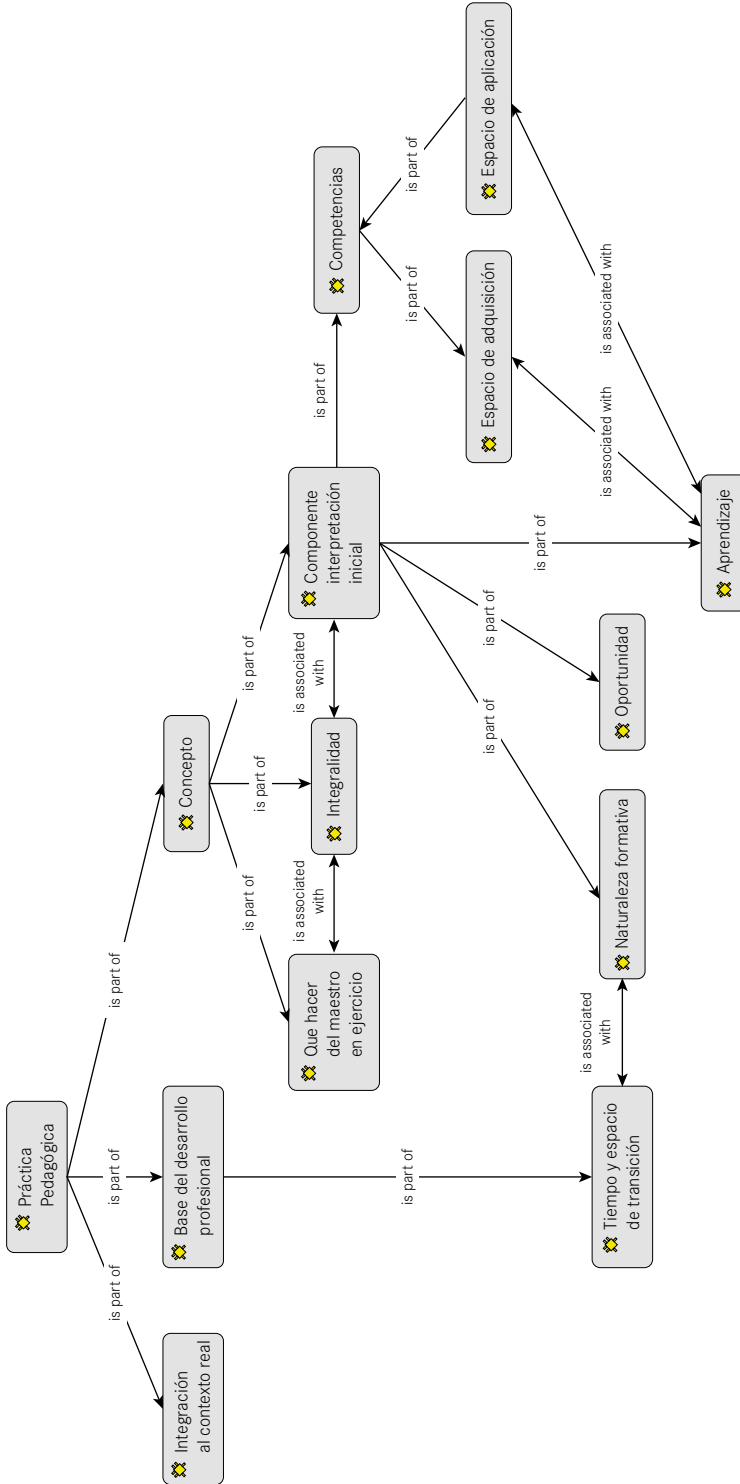 Práctica
Pedagógica
is part of
is part of
is part of
Integración
al contexto real
Base del desarrollo
profesional
Concepto
is part of
is part of
is part of
is part of
Que hacer
del maestro
en ejercicio
is associated
with
Integralidad
is associated
with
Componente
interpretación
inicial
is part of
Competencias
is part of
is part of
is part of
is part of
is part of
Espacio de adquisición
Espacio de aplicación
is associated with
is associated with
Tiempo y espacio
de transición
is associated
with
Naturaleza formativa
Oportunidad
Aprendizaje